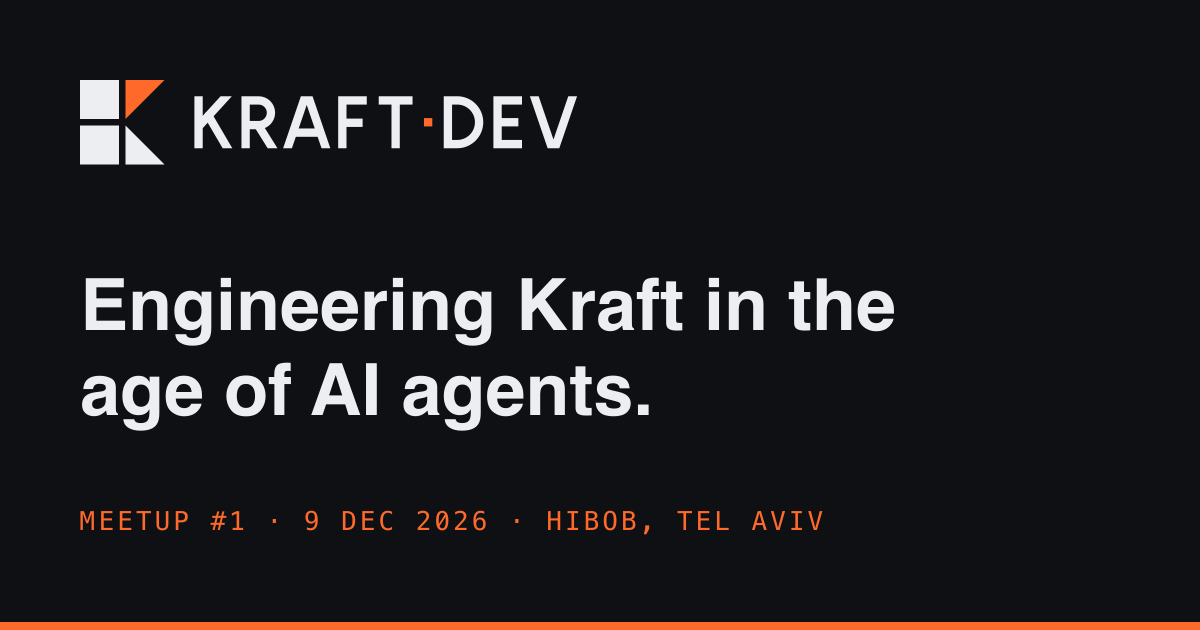 KRAFT·DEV
Engineering Kraft in the
age of AI agents.
MEETUP #1 · 9 DEC 2026 · HIBOB, TEL AVIV